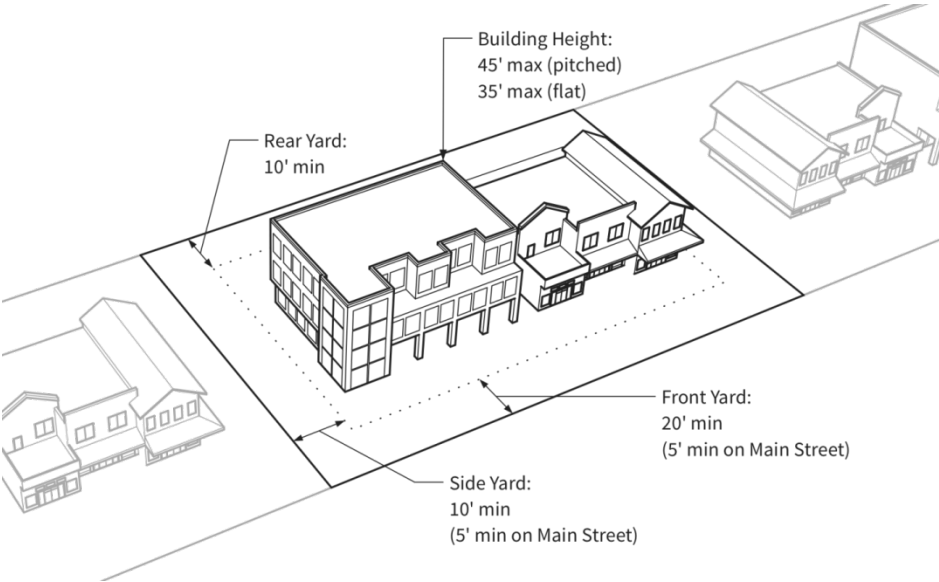 Building Height:
45' max (pitched)
35' max (flat)
Rear Yard:
10' min
Front Yard:
20' min
(5' min on Main Street)
Side Yard:
10' min
(5' min on Main Street)